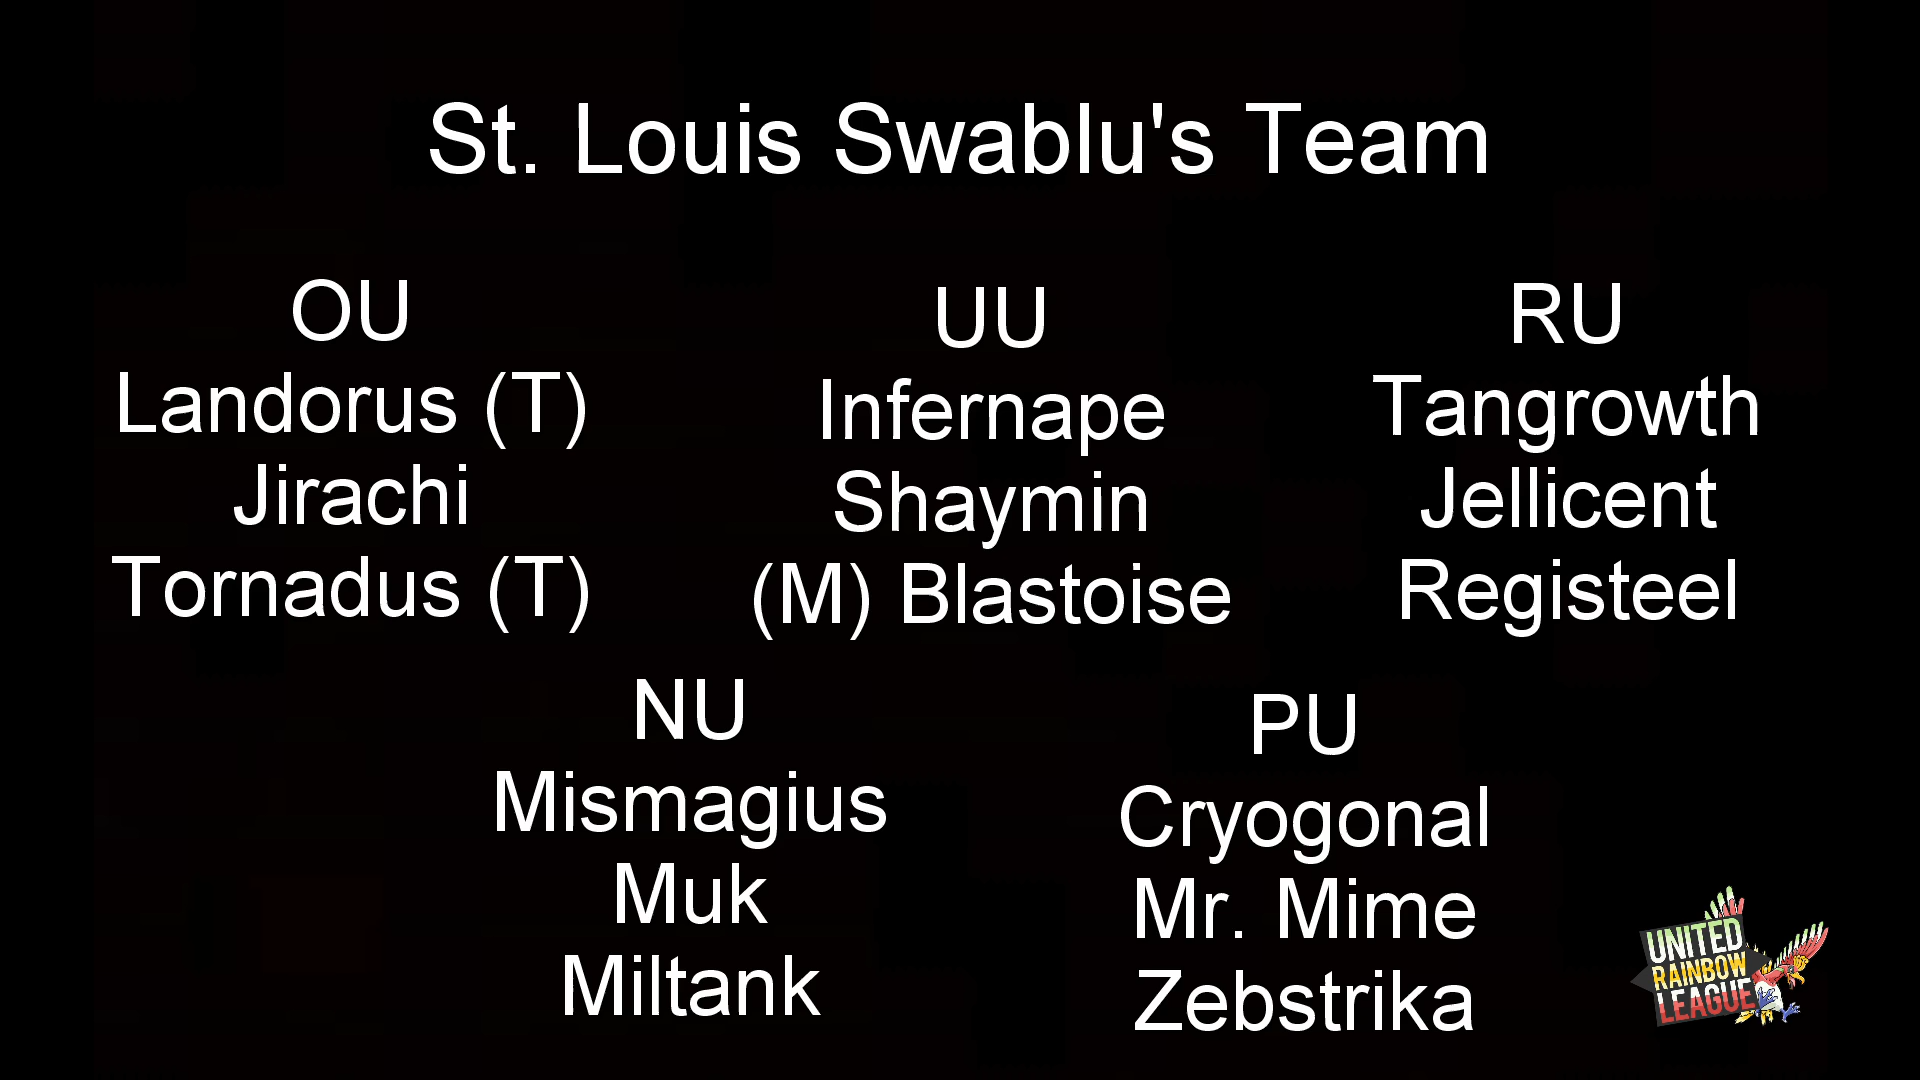 St. Louis Swablu's Team
OU
Landorus (T)
Jirachi
Tornadus (T)
UU
Infernape
Shaymin
(M) Blastoise
RU
Tangrowth
Jellicent
Registeel
NU
Mismagius
Muk
Miltank
PU
Cryogonal
Mr. Mime
Zebstrika
UNITED
RAINBOW
LEAGUE